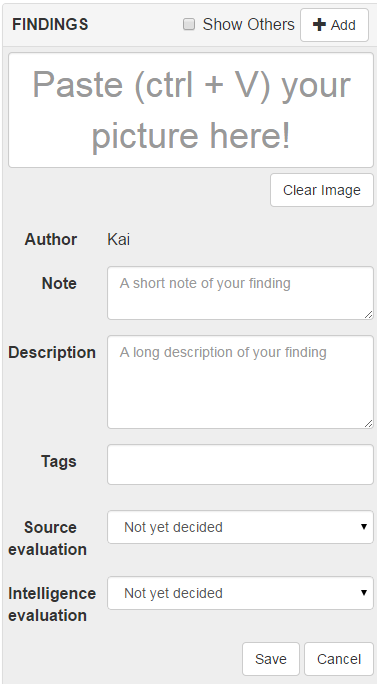 FINDINGS Show Others Add
Paste (ctrl + V) your
picture here!
Clear Image
Author Kai
Note A short note of your finding
Description A long description of your finding
Tags
Source
evaluation Not yet decided
Intelligence
evaluation Not yet decided
Save Cancel